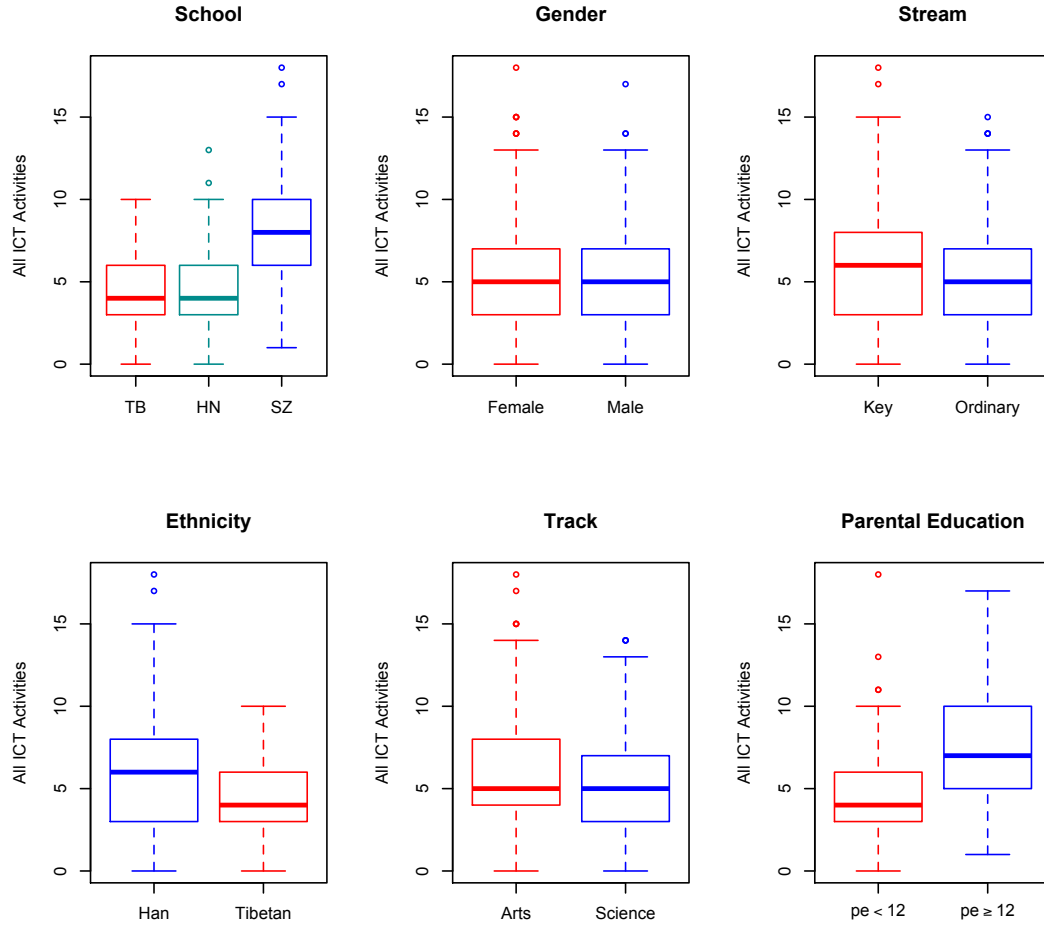 School
All ICT Activities
15
10
5
0
TB HN SZ
Gender
All ICT Activities
15
10
5
0
Female Male
Stream
All ICT Activities
15
10
5
0
Key Ordinary
Ethnicity
All ICT Activities
15
10
5
0
Han Tibetan
Track
All ICT Activities
15
10
5
0
Arts Science
Parental Education
All ICT Activities
15
10
5
0
pe < 12 pe ≥ 12